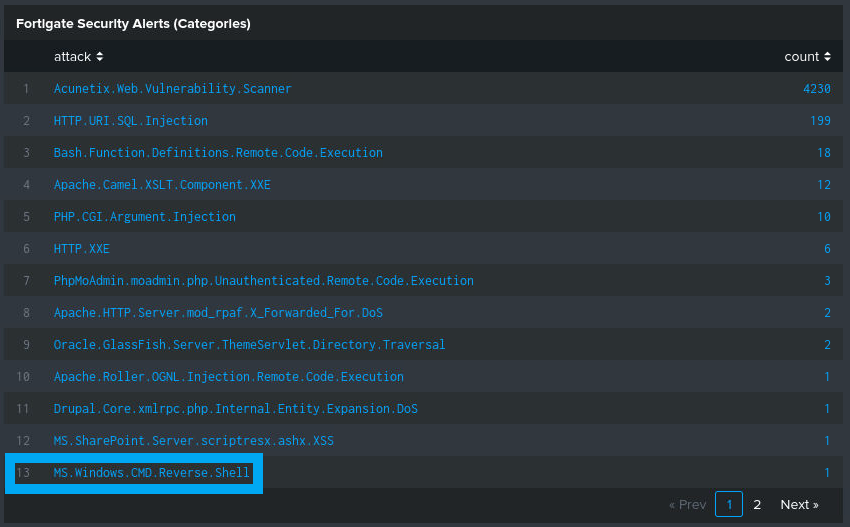 Fortigate Security Alerts (Categories)
attack count
1 Acunetix.Web.Vulnerability.Scanner 4230
2 HTTP.URI.SQL.Injection 199
3 Bash.Function.Definitions.Remote.Code.Execution 18
4 Apache.Camel.XSLT.Component.XXE 12
5 PHP.CGI.Argument.Injection 10
6 HTTP.XXE 6
7 PhpMoAdmin.moadmin.php.Unauthenticated.Remote.Code.Execution 3
8 Apache.HTTP.Server.mod_rpaf.X_Forwarded_For.DoS 2
9 Oracle.GlassFish.Server.ThemeServlet.Directory.Traversal 2
10 Apache.Roller.OGNL.Injection.Remote.Code.Execution 1
11 Drupal.Core.xmlrpc.php.Internal.Entity.Expansion.DoS 1
12 MS.SharePoint.Server.scriptresx.ashx.XSS 1
13 MS.Windows.CMD.Reverse.Shell 1
« Prev 1 2 Next »